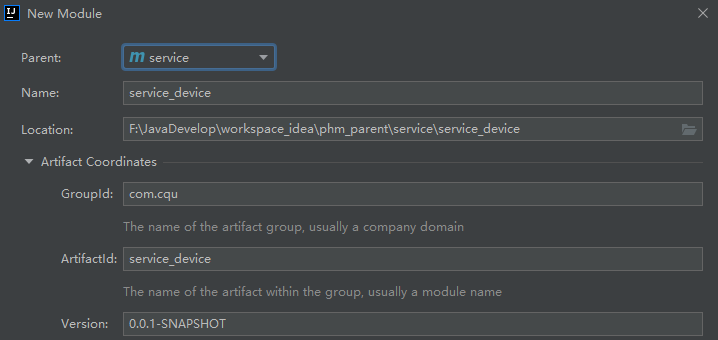 IJ New Module
Parent: m service
Name: service_device
Location: F:\JavaDevelop\workspace_idea\phm_parent\service\service_device
Artifact Coordinates
GroupId: com.cqu
The name of the artifact group, usually a company domain
ArtifactId: service_device
The name of the artifact within the group, usually a module name
Version: 0.0.1-SNAPSHOT